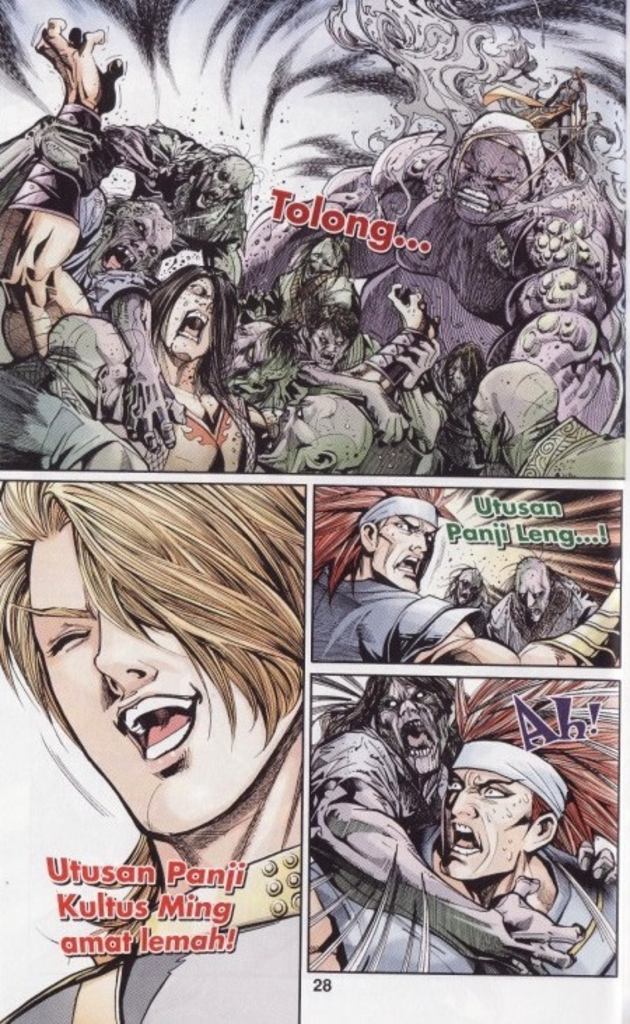 Tolong...
Utusan
Panji Leng...!
Utusan Panji
Kultus Ming
amat lemah!
Ah!
28